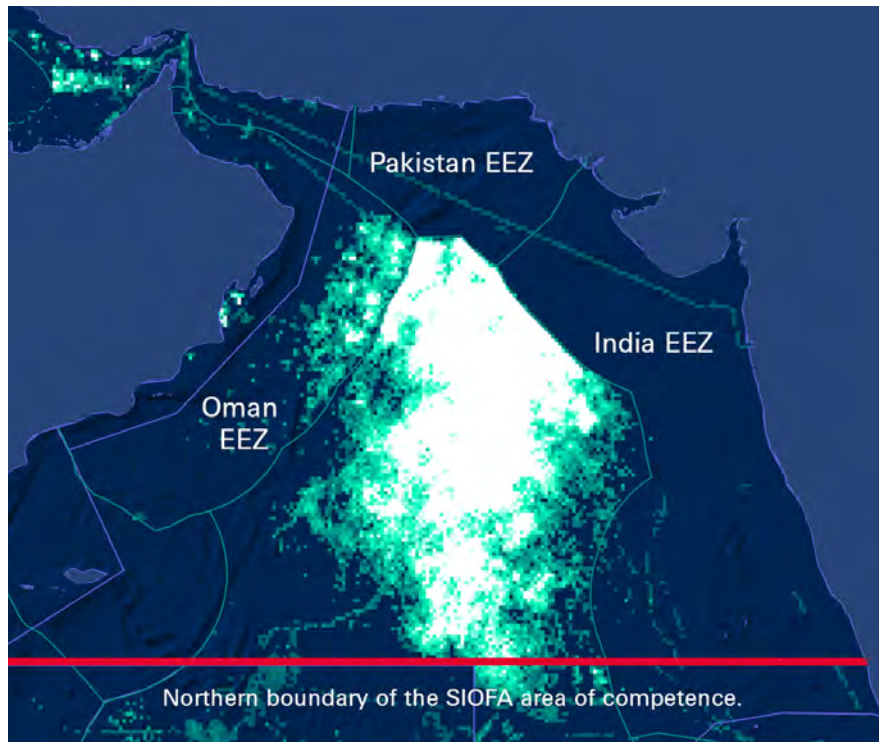 Pakistan EEZ
India EEZ
Oman
EEZ
Northern boundary of the SIOFA area of competence.